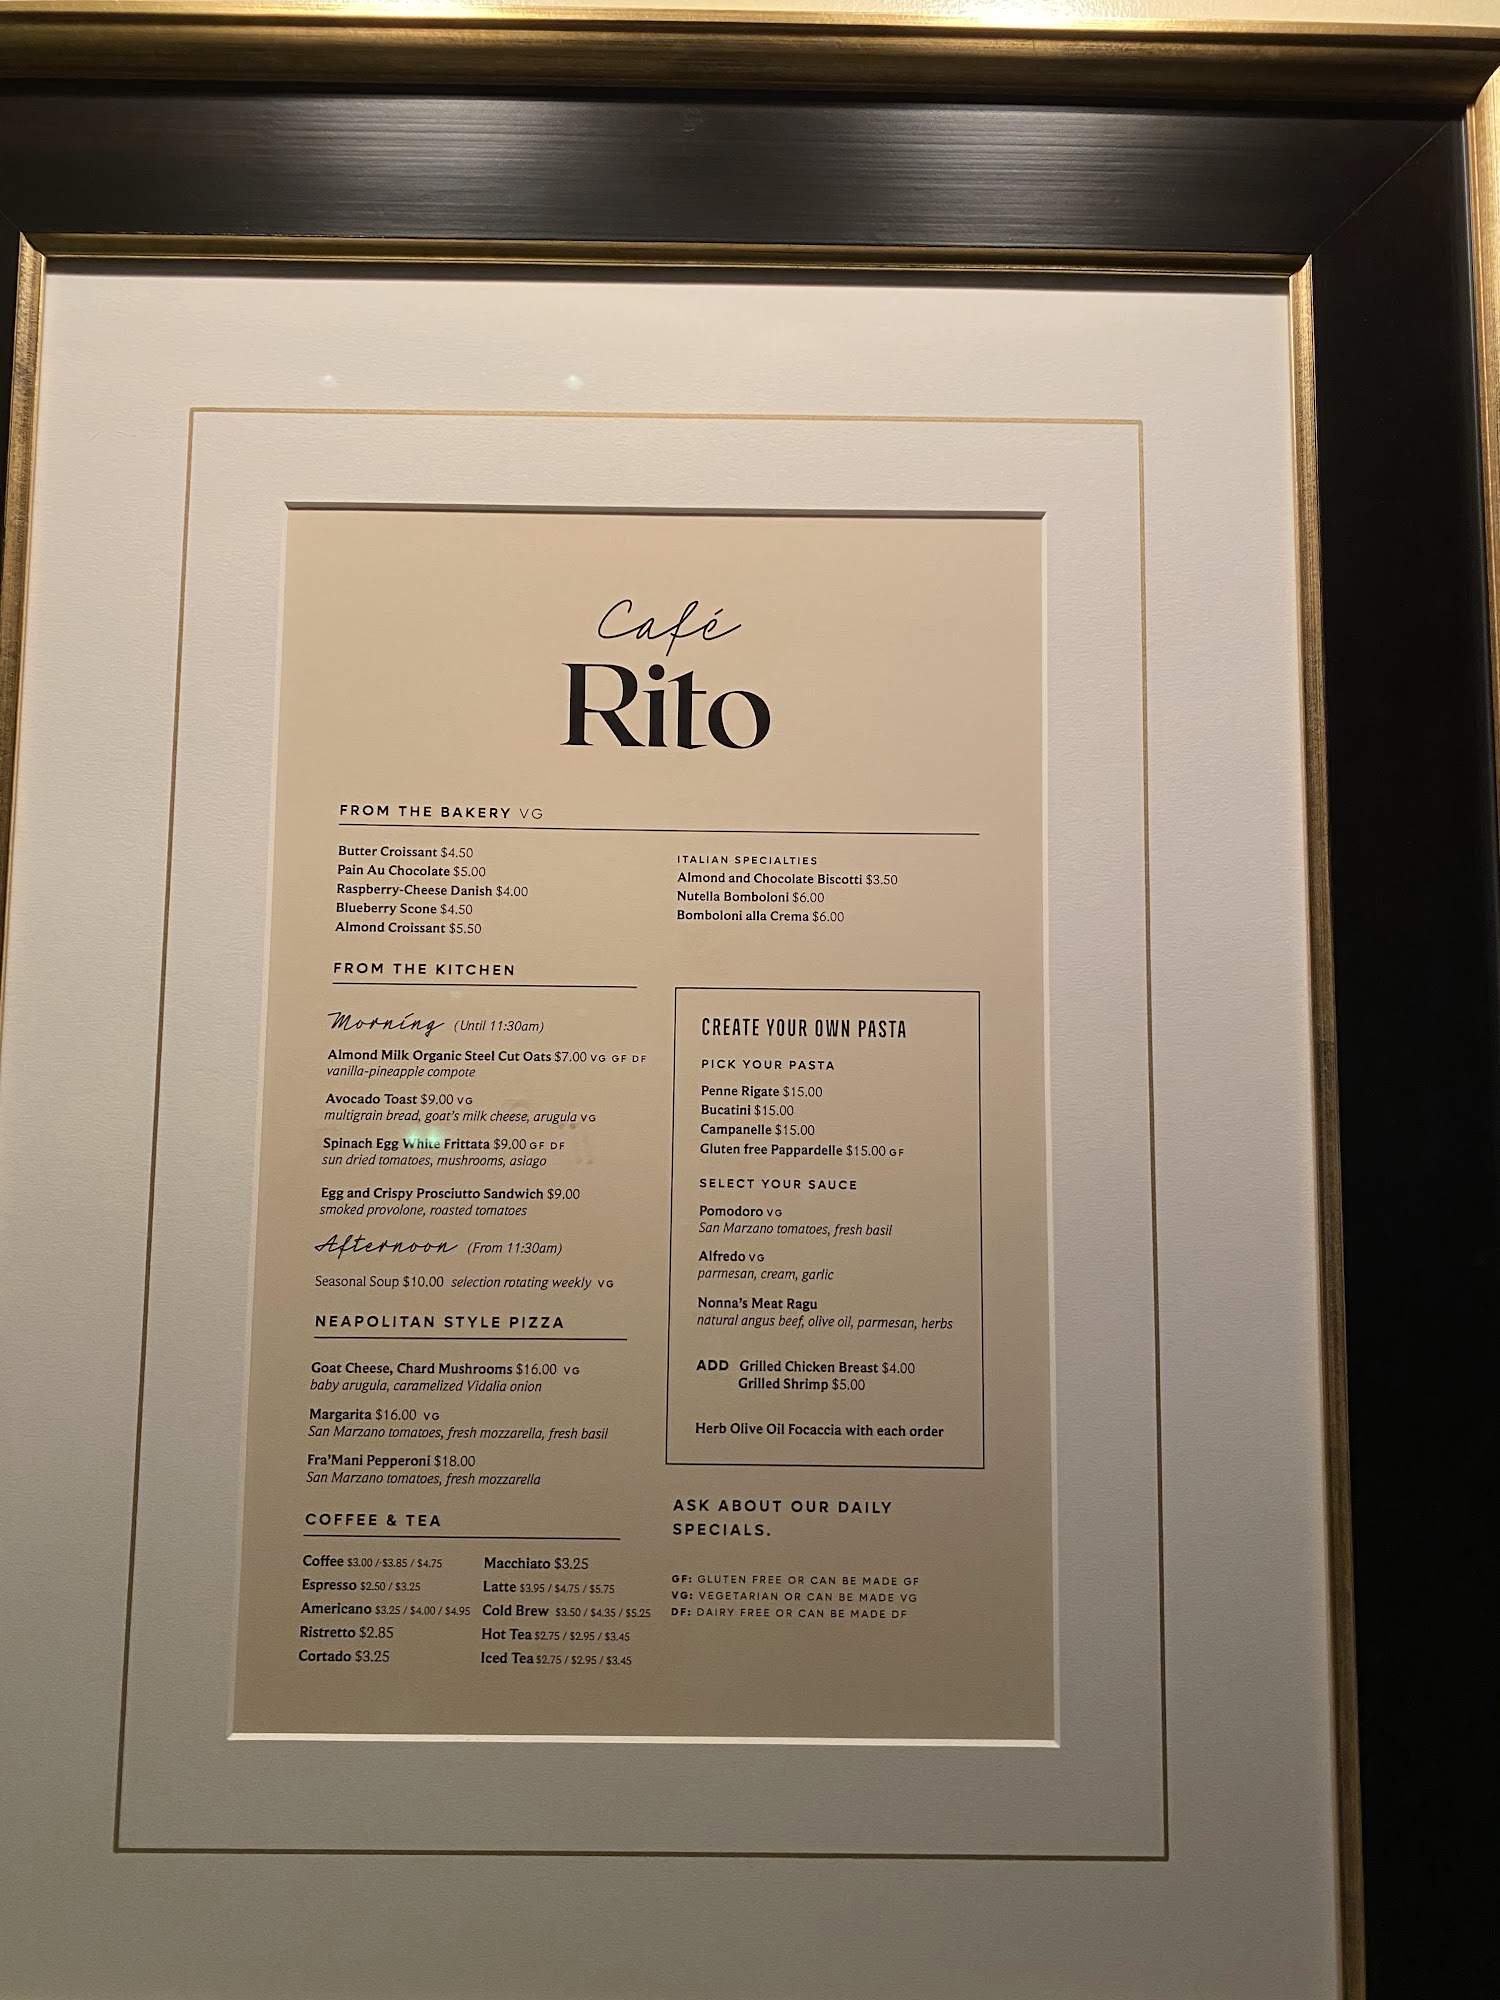 Café
Rito
FROM THE BAKERY VG
Butter Croissant $4.50
Pain Au Chocolate $5.00
Raspberry-Cheese Danish $4.00
Blueberry Scone $4.50
Almond Croissant $5.50
ITALIAN SPECIALTIES
Almond and Chocolate Biscotti $3.50
Nutella Bomboloni $6.00
Bomboloni alla Crema $6.00
FROM THE KITCHEN
Morning (Until 11:30am)
Almond Milk Organic Steel Cut Oats $7.00 VG GF DF
vanilla-pineapple compote
Avocado Toast $9.00 VG
multigrain bread, goat's milk cheese, arugula VG
Spinach Egg White Frittata $9.00 GF DF
sun dried tomatoes, mushrooms, asiago
Egg and Crispy Prosciutto Sandwich $9.00
smoked provolone, roasted tomatoes
Afternoon (From 11:30am)
Seasonal Soup $10.00 selection rotating weekly VG
NEAPOLITAN STYLE PIZZA
Goat Cheese, Chard Mushrooms $16.00 VG
baby arugula, caramelized Vidalia onion
Margarita $16.00 VG
San Marzano tomatoes, fresh mozzarella, fresh basil
Fra'Mani Pepperoni $18.00
San Marzano tomatoes, fresh mozzarella
COFFEE & TEA
Coffee $3.00 / $3.85 / $4.75
Espresso $2.50 / $3.25
Americano $3.25 / $4.00 / $4.95
Ristretto $2.85
Cortado $3.25
Macchiato $3.25
Latte $3.95 / $4.75 / $5.75
Cold Brew $3.50 / $4.35 / $5.25
Hot Tea $2.75 / $2.95 / $3.45
Iced Tea $2.75 / $2.95 / $3.45
CREATE YOUR OWN PASTA
PICK YOUR PASTA
Penne Rigate $15.00
Bucatini $15.00
Campanelle $15.00
Gluten free Pappardelle $15.00 GF
SELECT YOUR SAUCE
Pomodoro VG
San Marzano tomatoes, fresh basil
Alfredo VG
parmesan, cream, garlic
Nonna's Meat Ragu
natural angus beef, olive oil, parmesan, herbs
ADD Grilled Chicken Breast $4.00
Grilled Shrimp $5.00
Herb Olive Oil Focaccia with each order
ASK ABOUT OUR DAILY
SPECIALS.
GF: GLUTEN FREE OR CAN BE MADE GF
VG: VEGETARIAN OR CAN BE MADE VG
DF: DAIRY FREE OR CAN BE MADE DF